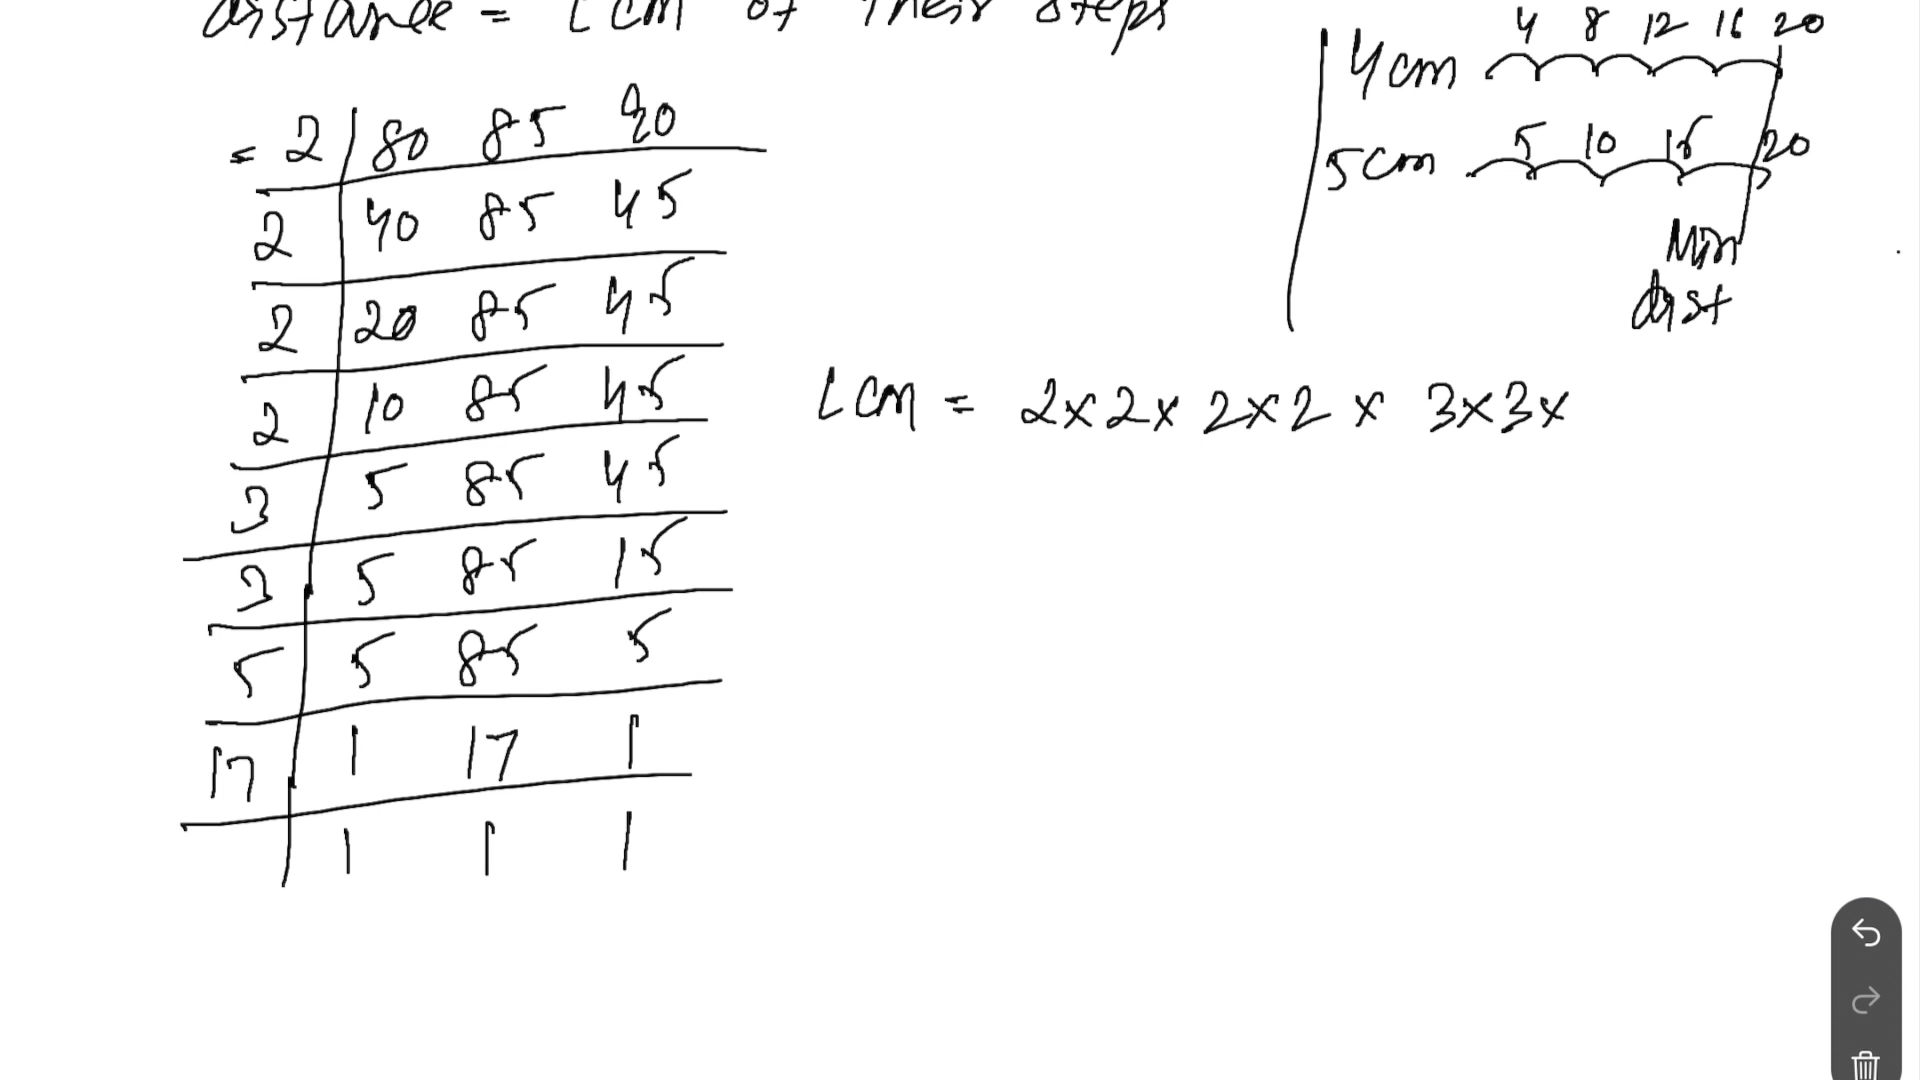 distance = LCM of their steps
= 2 | 80 85 90
2 | 40 85 45
2 | 20 85 45
2 | 10 85 45
3 | 5 85 45
3 | 5 85 15
5 | 5 85 5
17 | 1 17 1
1 1 1
4 8 12 16 20
4cm
5 10 15 20
5cm
Min
dist
LCM = 2×2×2×2×3×3×